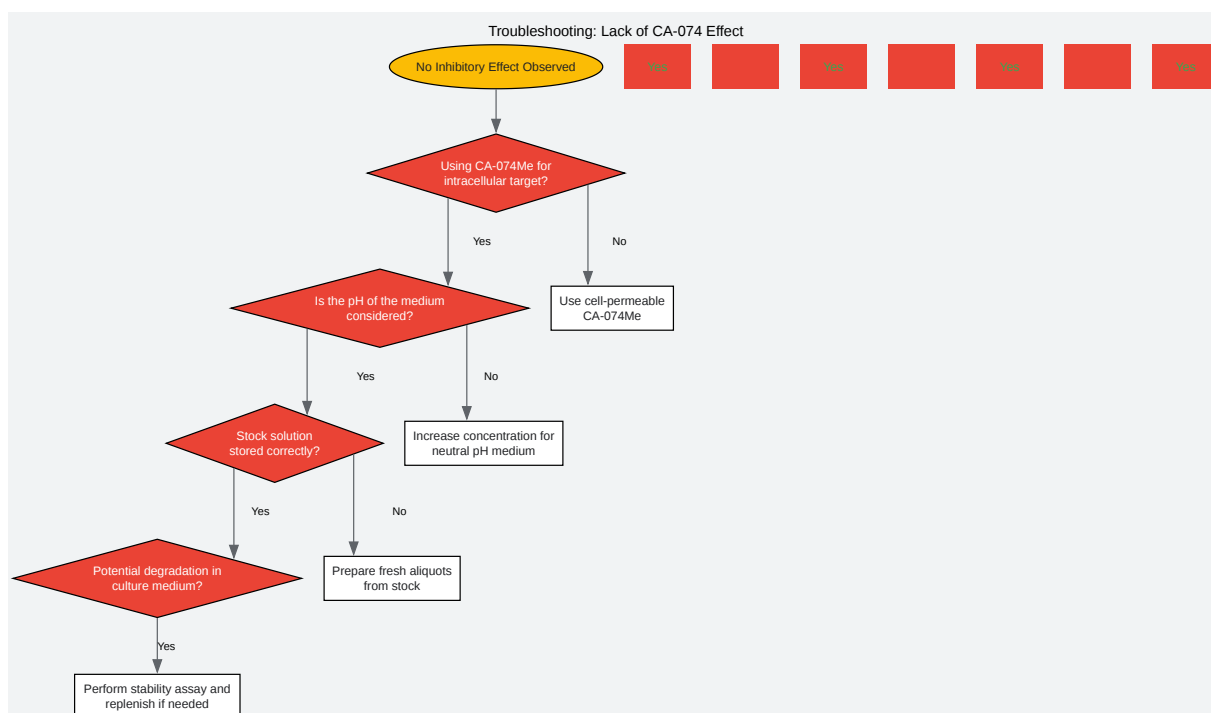 Troubleshooting: Lack of CA-074 Effect
No Inhibitory Effect Observed
Yes
Yes
Yes
Yes
Using CA-074Me for
intracellular target?
Yes
No
Is the pH of the medium
considered?
Use cell-permeable
CA-074Me
Yes
No
Stock solution
stored correctly?
Increase concentration for
neutral pH medium
Yes
No
Potential degradation in
culture medium?
Prepare fresh aliquots
from stock
Yes
Perform stability assay and
replenish if needed